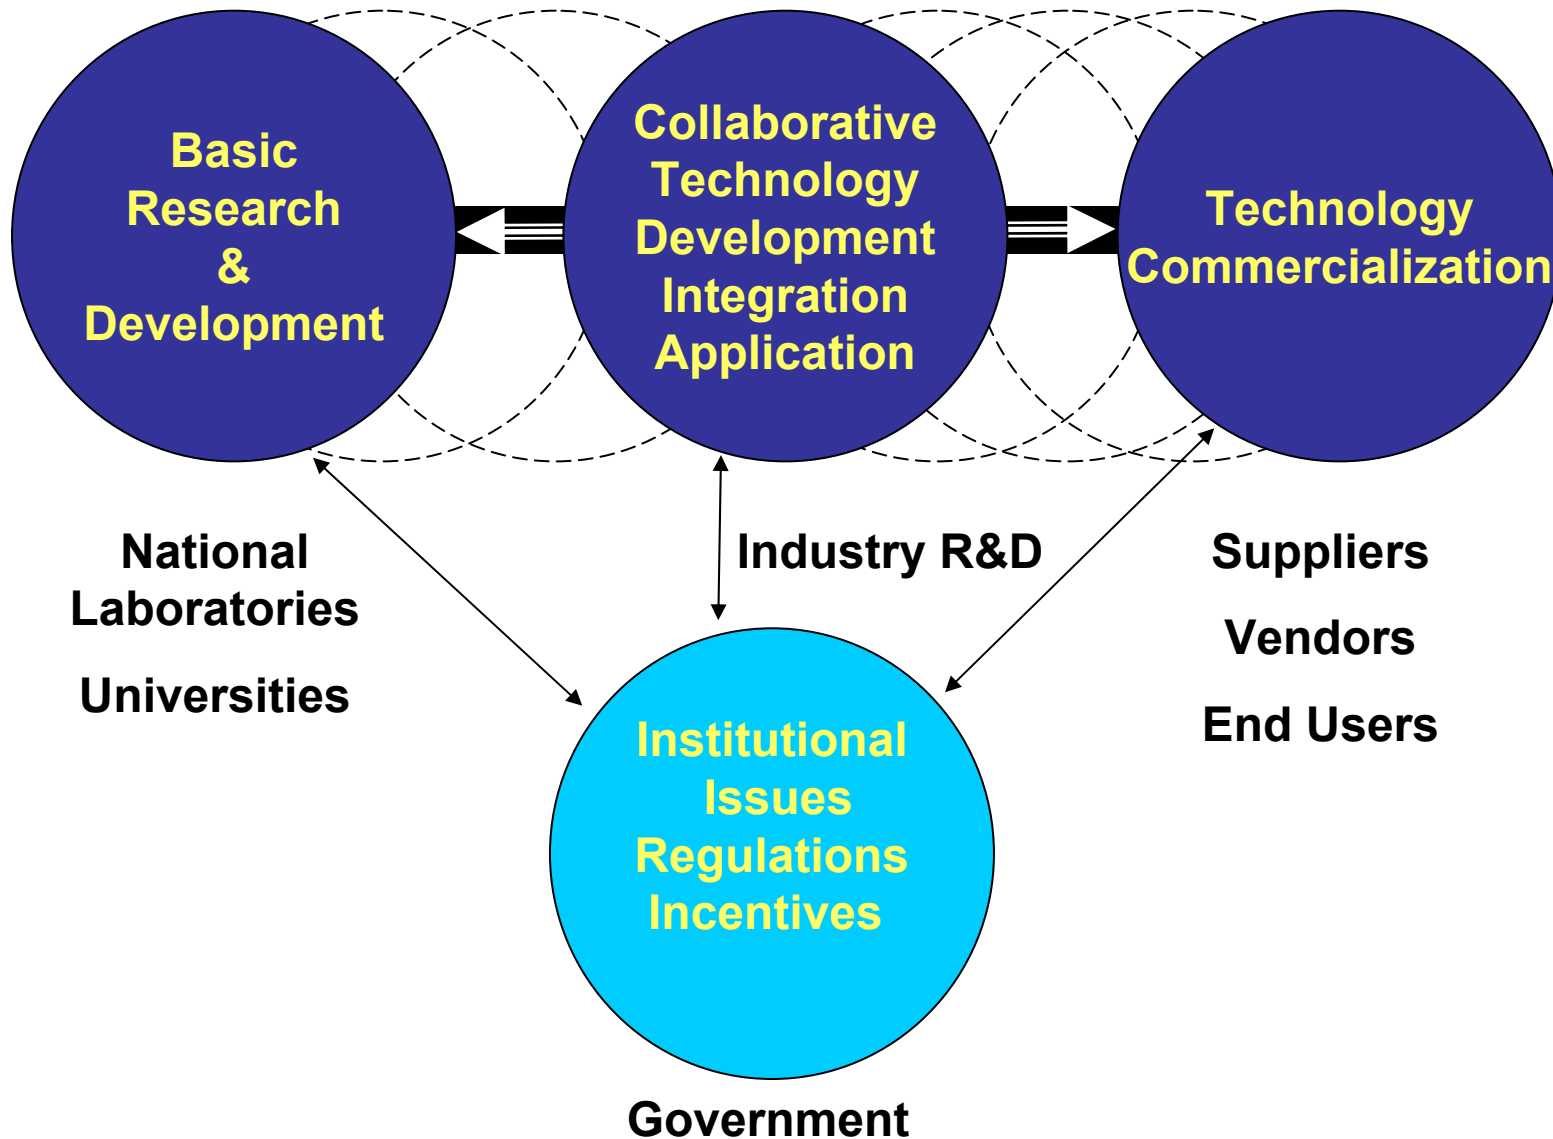 Basic
Research
&
Development
Collaborative
Technology
Development
Integration
Application
Technology
Commercialization
National
Laboratories
Universities
Industry R&D
Suppliers
Vendors
End Users
Institutional
Issues
Regulations
Incentives
Government